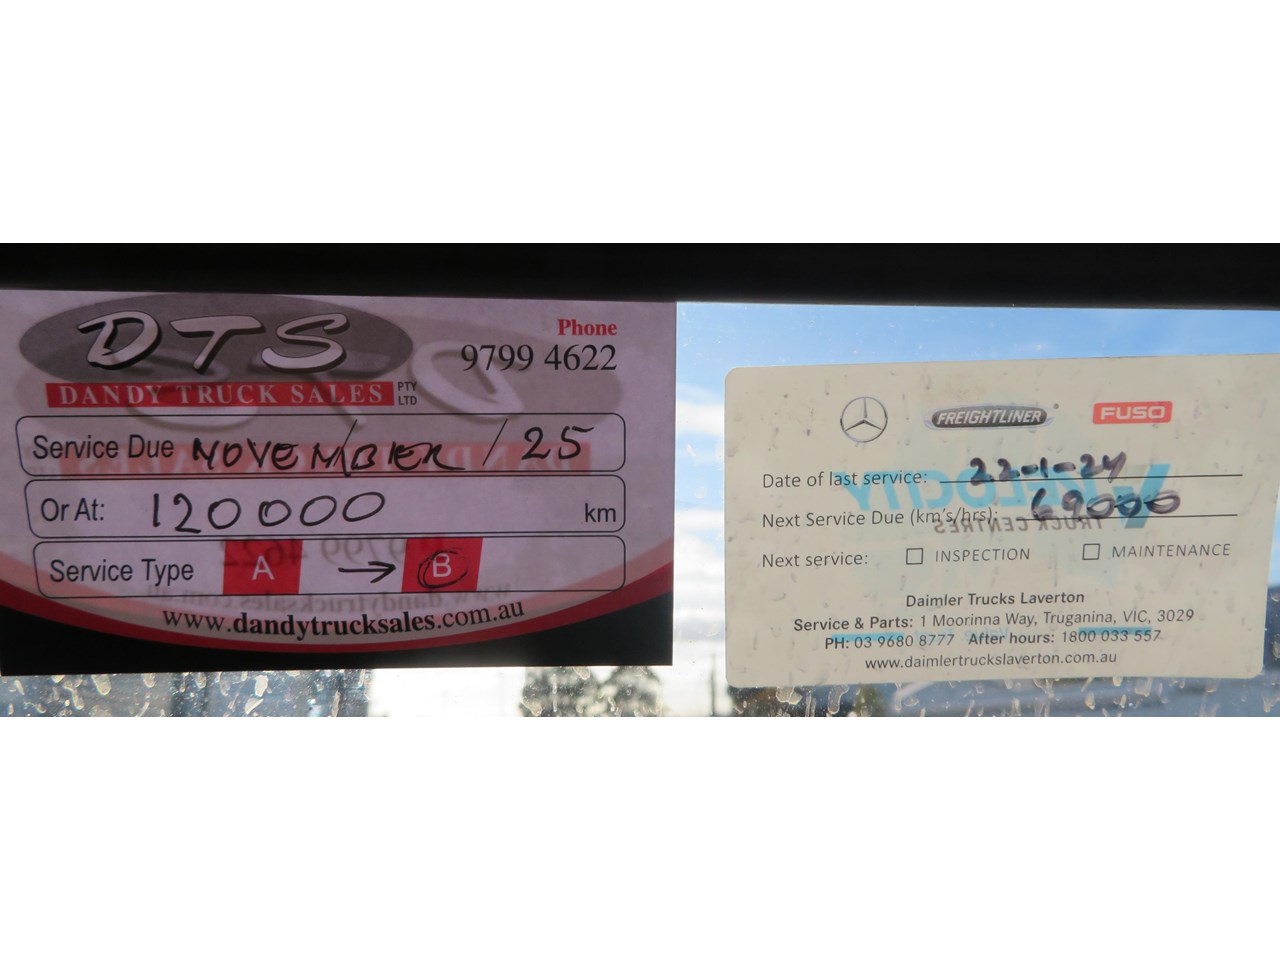 DTS
DANDY TRUCK SALES PTY LTD
Phone
9799 4622
Service Due NOVEMBER / 25
Or At: 120000 km
Service Type A → B
www.dandytrucksales.com.au
FREIGHTLINER FUSO
Date of last service: 22-1-24
Next Service Due (km's/hrs): 69000
Next service: ☐ INSPECTION ☐ MAINTENANCE
Daimler Trucks Laverton
Service & Parts: 1 Moorinna Way, Truganina, VIC, 3029
PH: 03 9680 8777 After hours: 1800 033 557
www.daimlertruckslaverton.com.au
VELOCITY
TRUCK CENTRES